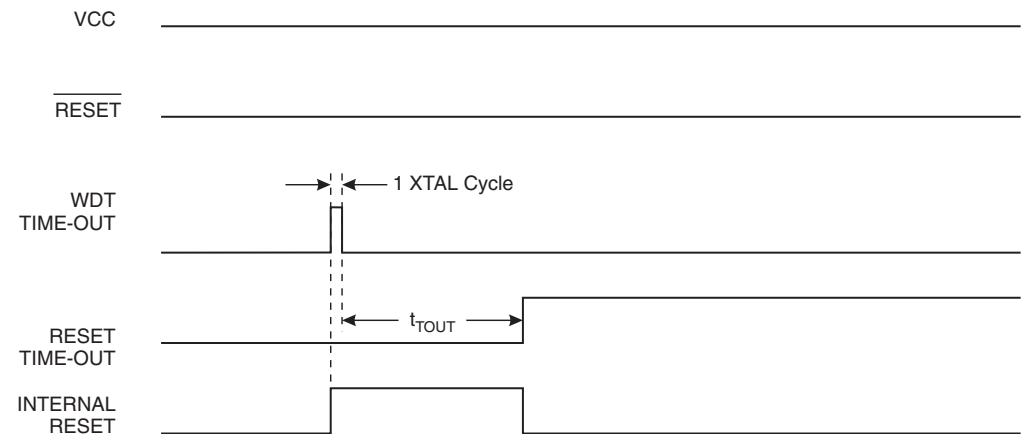 VCC
RESET
1 XTAL Cycle
WDT
TIME-OUT
t_TOUT
RESET
TIME-OUT
INTERNAL
RESET